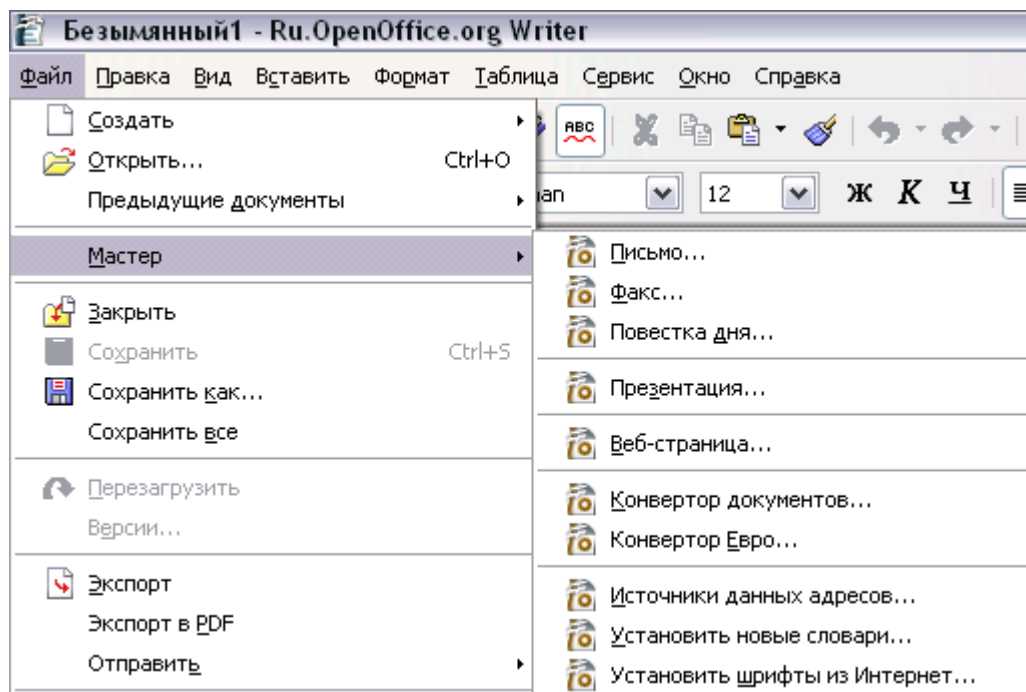 Безымянный1 - Ru.OpenOffice.org Writer
Файл Правка Вид Вставить Формат Таблица Сервис Окно Справка
Создать
Открыть... Ctrl+O
Предыдущие документы
Мастер
Закрыть
Сохранить Ctrl+S
Сохранить как...
Сохранить все
Перезагрузить
Версии...
Экспорт
Экспорт в PDF
Отправить
ABC
an 12 Ж К Ч
Письмо...
Факс...
Повестка дня...
Презентация...
Веб-страница...
Конвертор документов...
Конвертор Евро...
Источники данных адресов...
Установить новые словари...
Установить шрифты из Интернет...